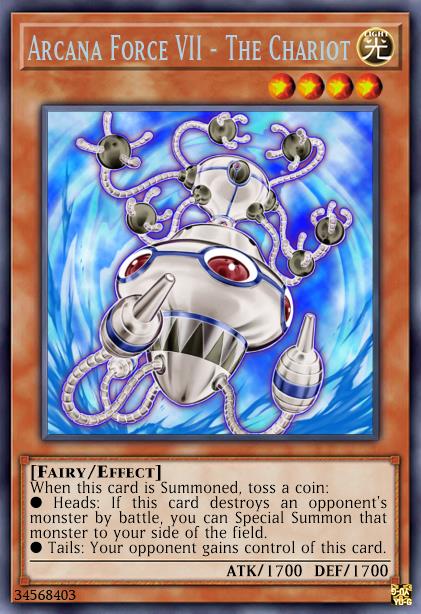 ARCANA FORCE VII - THE CHARIOT
LIGHT
光
[FAIRY/EFFECT]
When this card is Summoned, toss a coin:
● Heads: If this card destroys an opponent's
monster by battle, you can Special Summon that
monster to your side of the field.
● Tails: Your opponent gains control of this card.
ATK/1700 DEF/1700
34568403